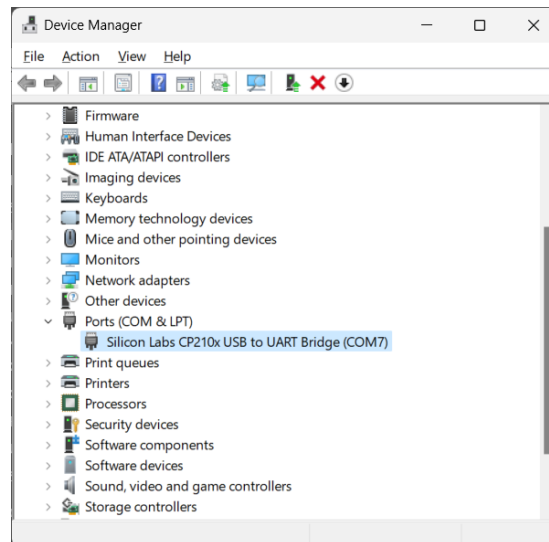 Device Manager
File Action View Help
Firmware
Human Interface Devices
IDE ATA/ATAPI controllers
Imaging devices
Keyboards
Memory technology devices
Mice and other pointing devices
Monitors
Network adapters
Other devices
Ports (COM & LPT)
Silicon Labs CP210x USB to UART Bridge (COM7)
Print queues
Printers
Processors
Security devices
Software components
Software devices
Sound, video and game controllers
Storage controllers